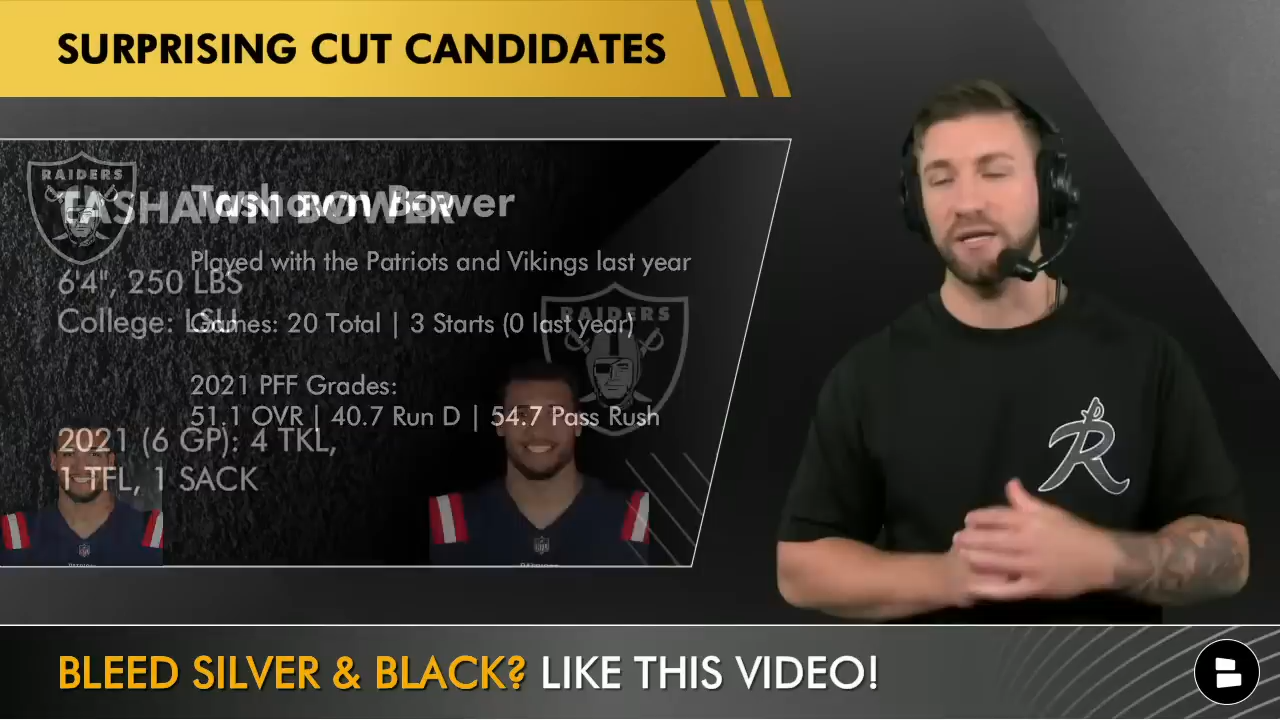 SURPRISING CUT CANDIDATES
RAIDERS
TASHAWN BOWER
Tashawn Bower
Played with the Patriots and Vikings last year
6'4", 250 LBS
College: LSU
Games: 20 Total | 3 Starts (0 last year)
RAIDERS
2021 PFF Grades:
51.1 OVR | 40.7 Run D | 54.7 Pass Rush
2021 (6 GP): 4 TKL,
1 TFL, 1 SACK
R
BLEED SILVER & BLACK? LIKE THIS VIDEO!